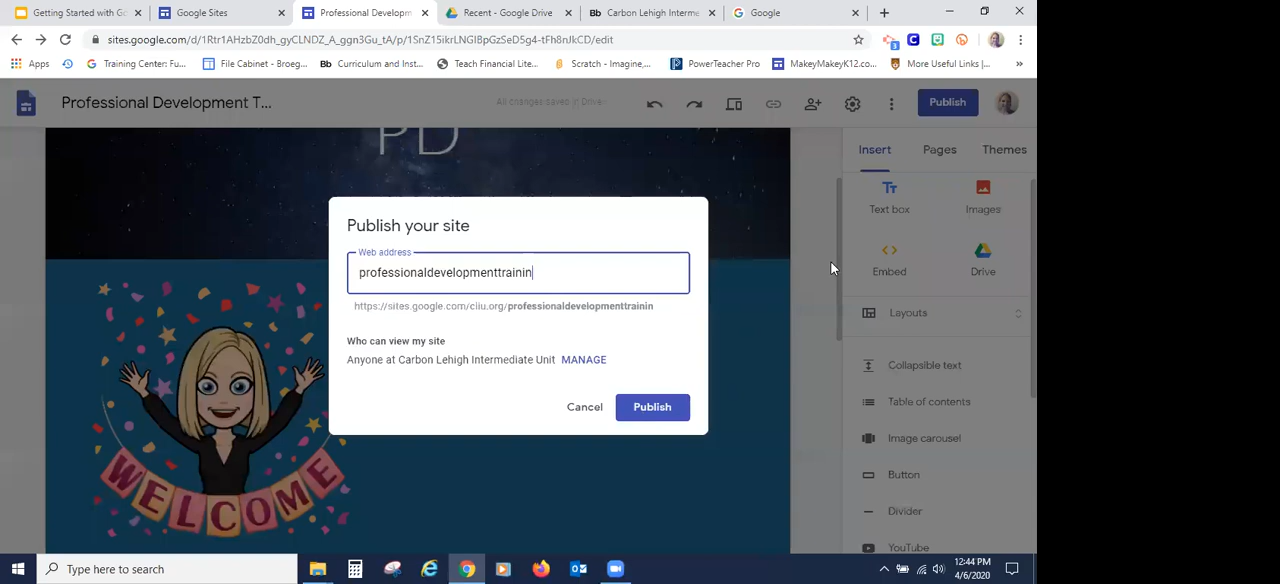 Getting Started with Go
Google Sites
Professional Developm
Recent - Google Drive
Bb Carbon Lehigh Interme
Google
sites.google.com/d/1Rtr1AHzbZ0dh_gyCLNDZ_A_ggn3Gu_tA/p/1SnZ15ikrLNGIBpGzSeD5g4-tFh8nJkCD/edit
Apps
Training Center: Fu...
File Cabinet - Broeg...
Bb Curriculum and Inst...
Teach Financial Lite...
Scratch - Imagine,...
PowerTeacher Pro
MakeyMakeyK12.co...
More Useful Links |...
»
Professional Development T...
All changes saved in Drive
Publish
PD
Insert
Pages
Themes
Text box
Images
Embed
Drive
Layouts
Collapsible text
Table of contents
Image carousel
Button
Divider
YouTube
Publish your site
Web address
professionaldevelopmenttrainin
https://sites.google.com/cliu.org/professionaldevelopmenttrainin
Who can view my site
Anyone at Carbon Lehigh Intermediate Unit MANAGE
Cancel
Publish
WELCOME
Type here to search
12:44 PM
4/6/2020